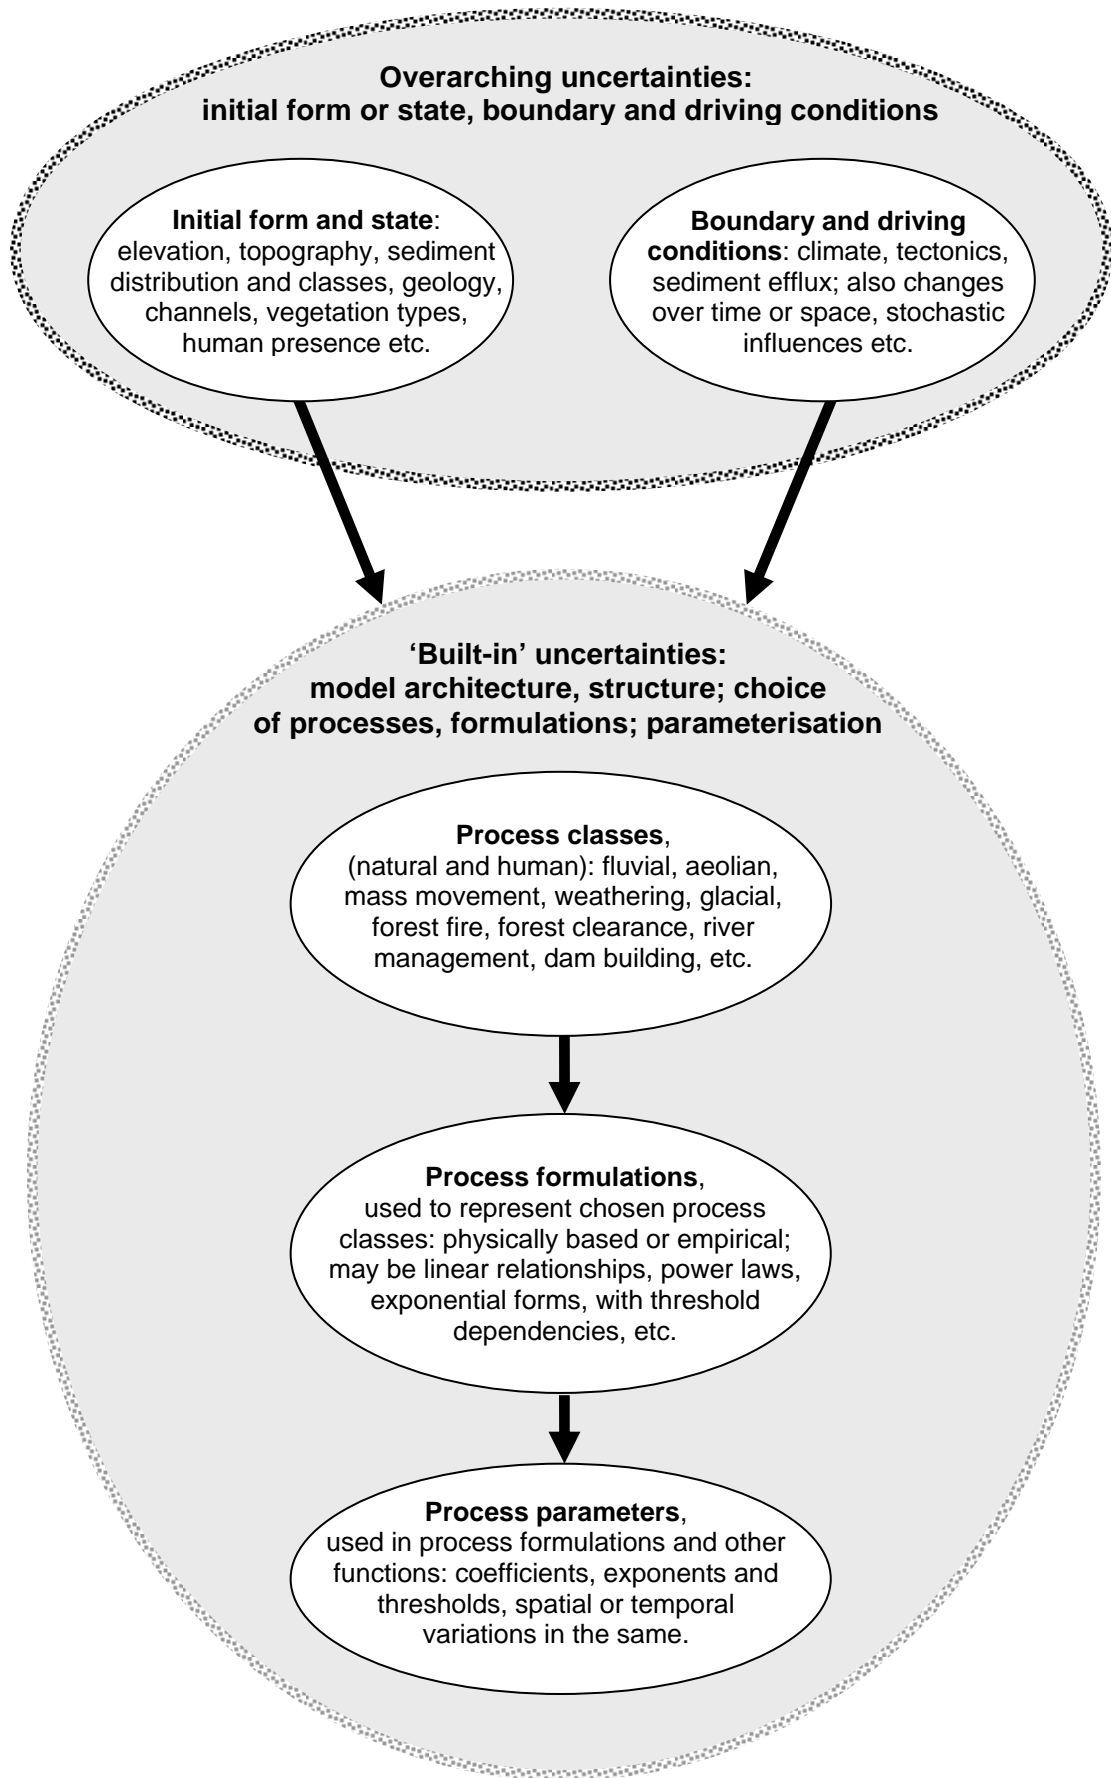 Overarching uncertainties:
initial form or state, boundary and driving conditions
Initial form and state:
elevation, topography, sediment
distribution and classes, geology,
channels, vegetation types,
human presence etc.
Boundary and driving
conditions: climate, tectonics,
sediment efflux; also changes
over time or space, stochastic
influences etc.
‘Built-in’ uncertainties:
model architecture, structure; choice
of processes, formulations; parameterisation
Process classes,
(natural and human): fluvial, aeolian,
mass movement, weathering, glacial,
forest fire, forest clearance, river
management, dam building, etc.
Process formulations,
used to represent chosen process
classes: physically based or empirical;
may be linear relationships, power laws,
exponential forms, with threshold
dependencies, etc.
Process parameters,
used in process formulations and other
functions: coefficients, exponents and
thresholds, spatial or temporal
variations in the same.